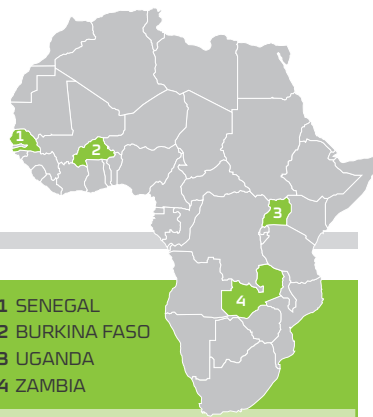 1
2
3
4
1 SENEGAL
2 BURKINA FASO
3 UGANDA
4 ZAMBIA